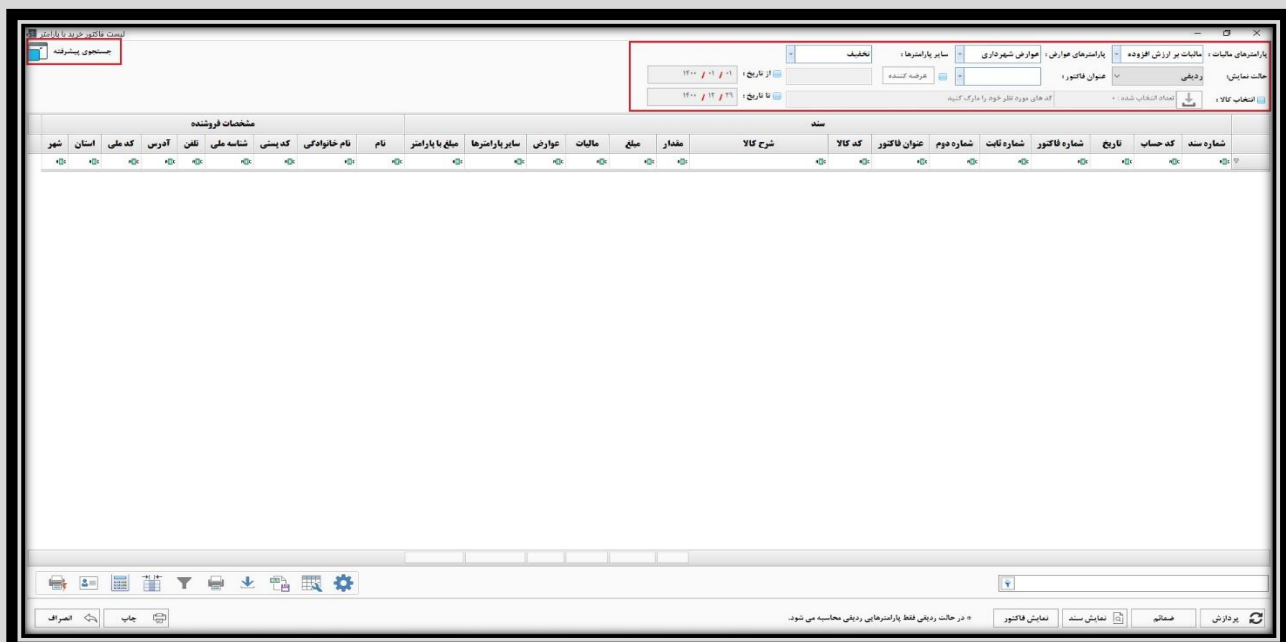 لیست فاکتور خرید با پارامتر
جستجوی پیشرفته
پارامترهای مالیات : مالیات بر ارزش افزوده پارامترهای عوارض : عوارض شهرداری سایر پارامترها : تخفیف
حالت نمایش: ردیفی عنوان فاکتور : عرضه کننده از تاریخ : ۱۴۰۰ / ۰۱ / ۰۱
انتخاب کالا : تعداد انتخاب شده : ۰ کد های مورد نظر خود را مارک کنید تا تاریخ : ۱۴۰۰ / ۱۲ / ۲۹
سند مشخصات فروشنده
شماره سند کد حساب تاریخ شماره فاکتور شماره ثابت شماره دوم عنوان فاکتور کد کالا شرح کالا مقدار مبلغ مالیات عوارض سایر پارامترها مبلغ با پارامتر نام نام خانوادگی کد پستی شناسه ملی تلفن آدرس کد ملی استان شهر
پردازش ضمائم نمایش سند نمایش فاکتور * در حالت ردیفی فقط پارامترهایی ردیفی محاسبه می شود. چاپ انصراف